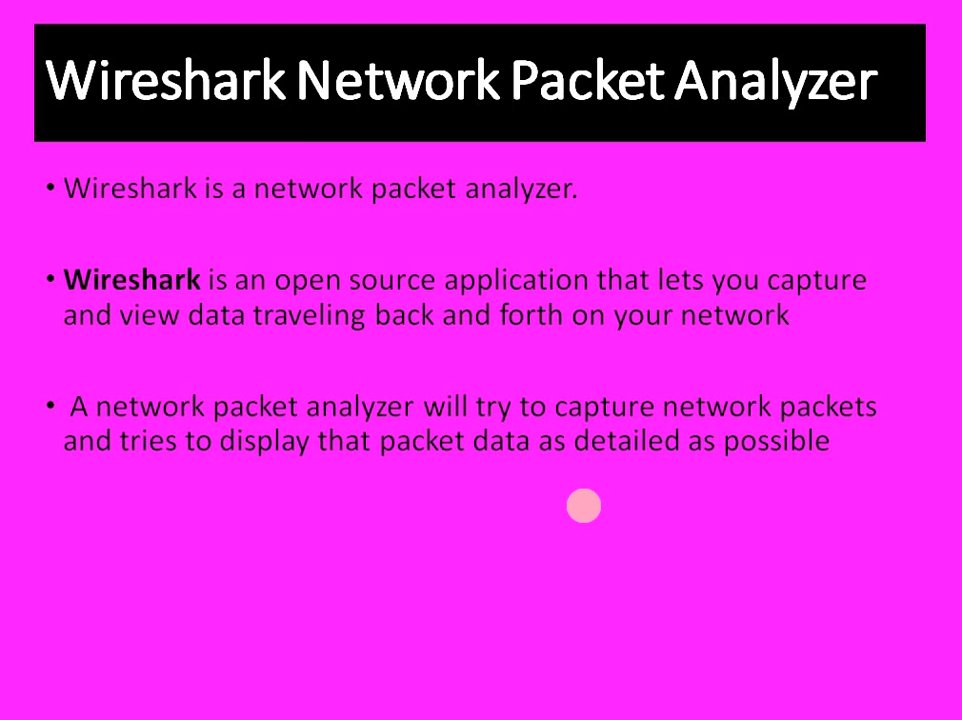 Wireshark Network Packet Analyzer
• Wireshark is a network packet analyzer.
• Wireshark is an open source application that lets you capture
and view data traveling back and forth on your network
• A network packet analyzer will try to capture network packets
and tries to display that packet data as detailed as possible